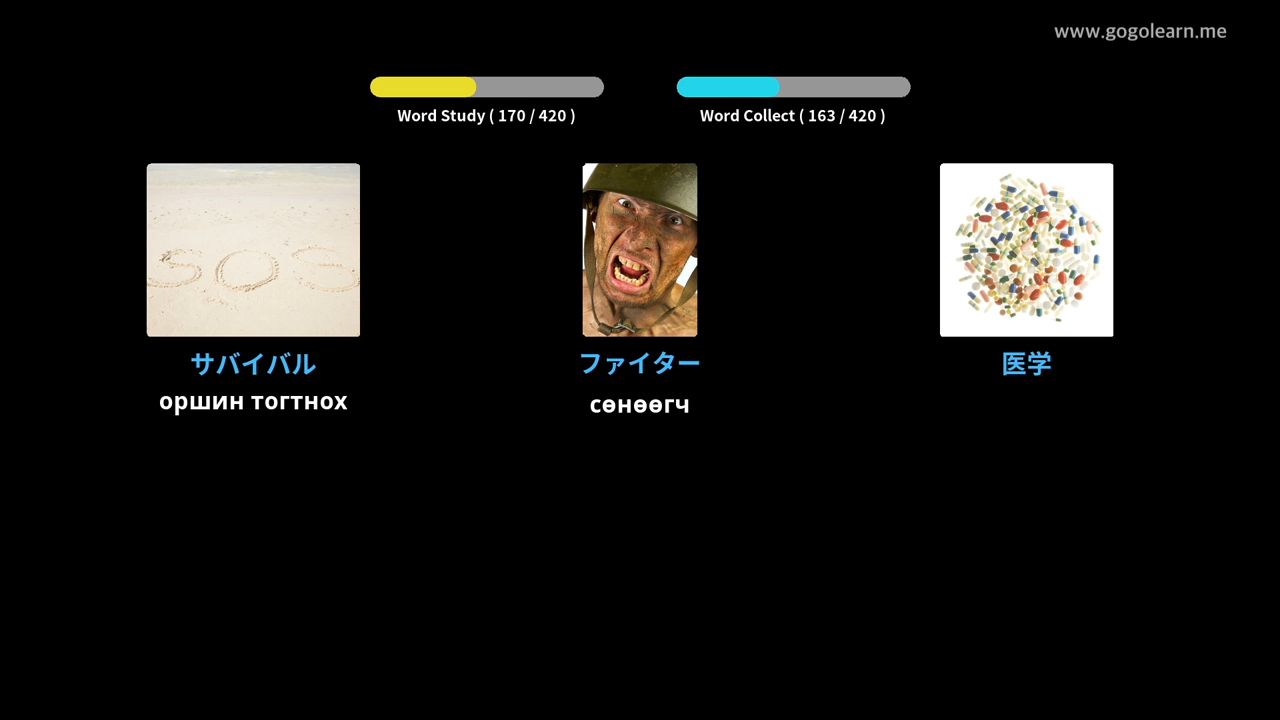 www.gogolearn.me
Word Study ( 170 / 420 )
Word Collect ( 163 / 420 )
SOS
サバイバル
ファイター
医学
оршин тогтнох
сөнөөгч